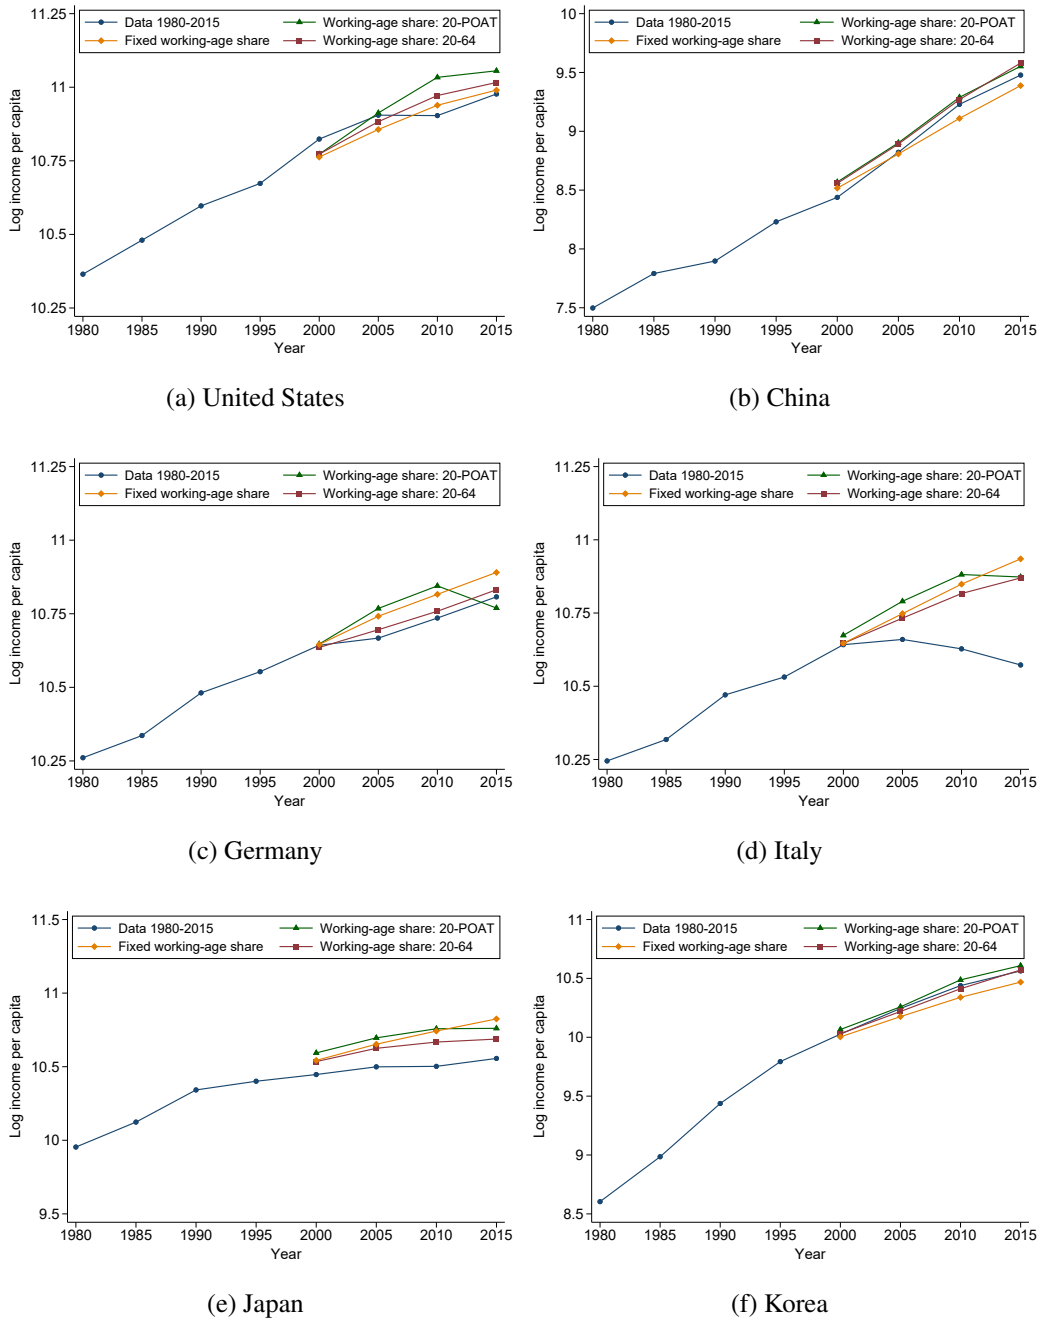 11.25
11
10.75
10.5
10.25
Log income per capita
Data 1980-2015
Working-age share: 20-POAT
Fixed working-age share
Working-age share: 20-64
1980 1985 1990 1995 2000 2005 2010 2015
Year
(a) United States
10
9.5
9
8.5
8
7.5
Log income per capita
Data 1980-2015
Working-age share: 20-POAT
Fixed working-age share
Working-age share: 20-64
1980 1985 1990 1995 2000 2005 2010 2015
Year
(b) China
11.25
11
10.75
10.5
10.25
Log income per capita
Data 1980-2015
Working-age share: 20-POAT
Fixed working-age share
Working-age share: 20-64
1980 1985 1990 1995 2000 2005 2010 2015
Year
(c) Germany
11.25
11
10.75
10.5
10.25
Log income per capita
Data 1980-2015
Working-age share: 20-POAT
Fixed working-age share
Working-age share: 20-64
1980 1985 1990 1995 2000 2005 2010 2015
Year
(d) Italy
11.5
11
10.5
10
9.5
Log income per capita
Data 1980-2015
Working-age share: 20-POAT
Fixed working-age share
Working-age share: 20-64
1980 1985 1990 1995 2000 2005 2010 2015
Year
(e) Japan
11
10.5
10
9.5
9
8.5
Log income per capita
Data 1980-2015
Working-age share: 20-POAT
Fixed working-age share
Working-age share: 20-64
1980 1985 1990 1995 2000 2005 2010 2015
Year
(f) Korea